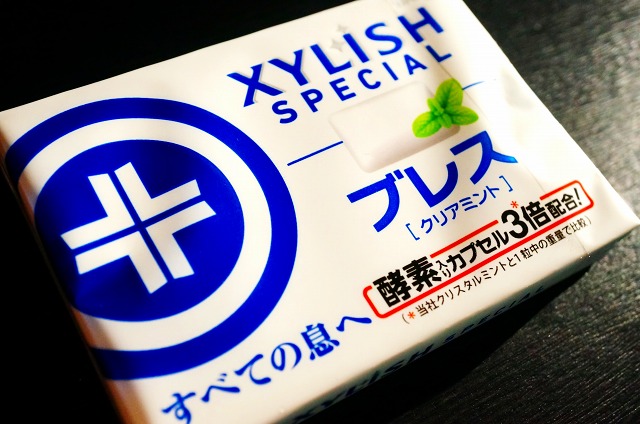 XYLISH
SPECIAL
ブレス
[クリアミント]
酵素入りカプセル3*倍配合!
(*当社クリスタルミントと1粒中の重量で比較)
すべての息へ
XYLISH SPECIAL